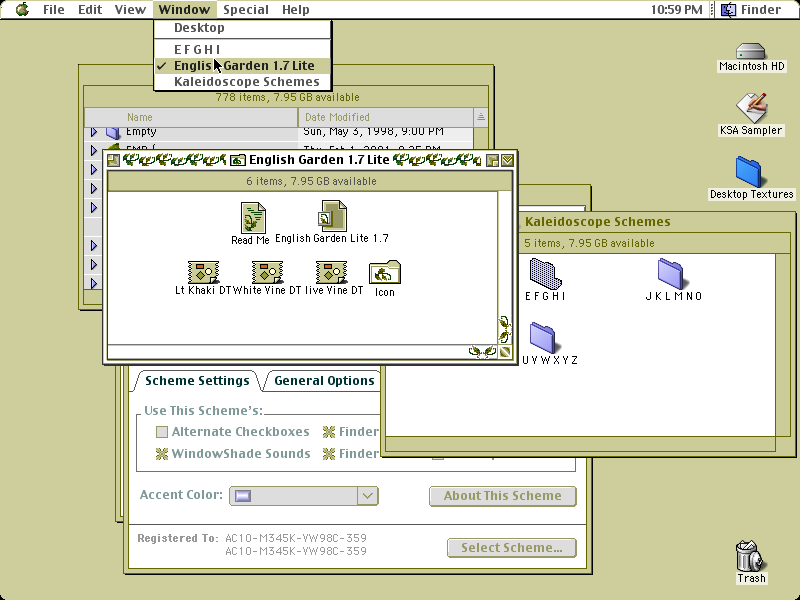 File Edit View Window Special Help 10:59 PM Finder
Desktop
E F G H I
English Garden 1.7 Lite
Kaleidoscope Schemes
778 items, 7.95 GB available
Name Date Modified
Empty Sun, May 3, 1998, 9:00 PM
English Garden 1.7 Lite
6 items, 7.95 GB available
Read Me
English Garden Lite 1.7
Lt Khaki DT
White Vine DT
live Vine DT
Icon
Kaleidoscope Schemes
5 items, 7.95 GB available
E F G H I
J K L M N O
U V W X Y Z
Scheme Settings General Options
Use This Scheme's:
Alternate Checkboxes Finder
WindowShade Sounds Finder
Accent Color: About This Scheme
Registered To: AC10-M345K-VW98C-359
AC10-M345K-VW98C-359
Select Scheme...
Macintosh HD
KSA Sampler
Desktop Textures
Trash